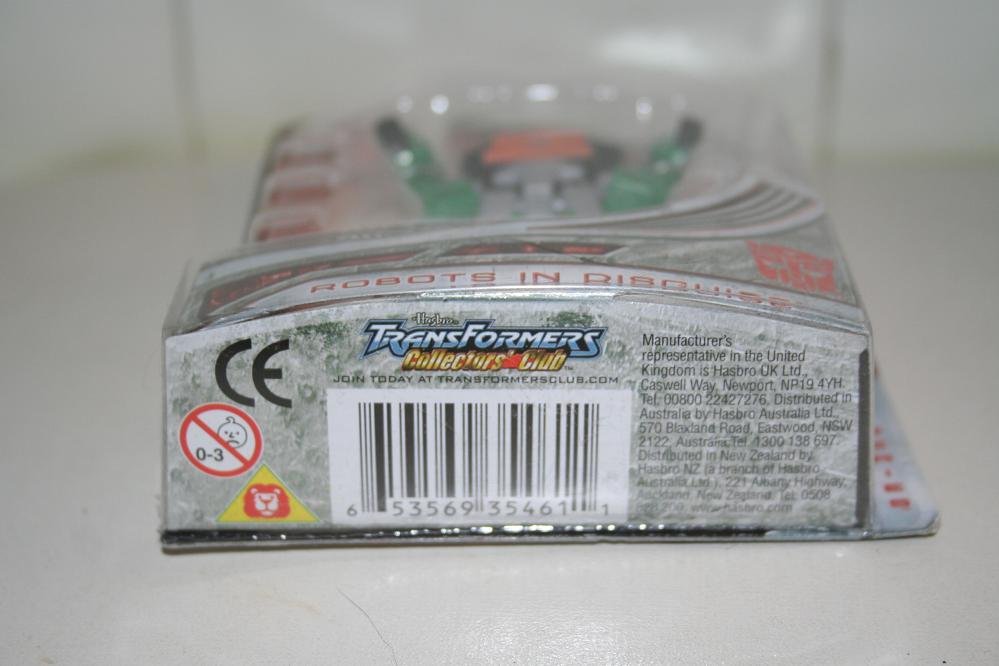 ROBOTS IN DISGUISE
CE
Hasbro
TRANSFORMERS
Collectors' Club™
JOIN TODAY AT TRANSFORMERSCLUB.COM
0-3
6 53569 35461 1
Manufacturer's
representative in the United
Kingdom is Hasbro UK Ltd.,
Caswell Way, Newport, NP19 4YH.
Tel. 00800 22427276. Distributed in
Australia by Hasbro Australia Ltd.,
570 Blaxland Road, Eastwood, NSW
2122, Australia. Tel. 1300 138 697.
Distributed in New Zealand by
Hasbro NZ (a branch of Hasbro
Australia Ltd.), 221 Albany Highway,
Auckland, New Zealand. Tel. 0508
828 200. www.hasbro.com